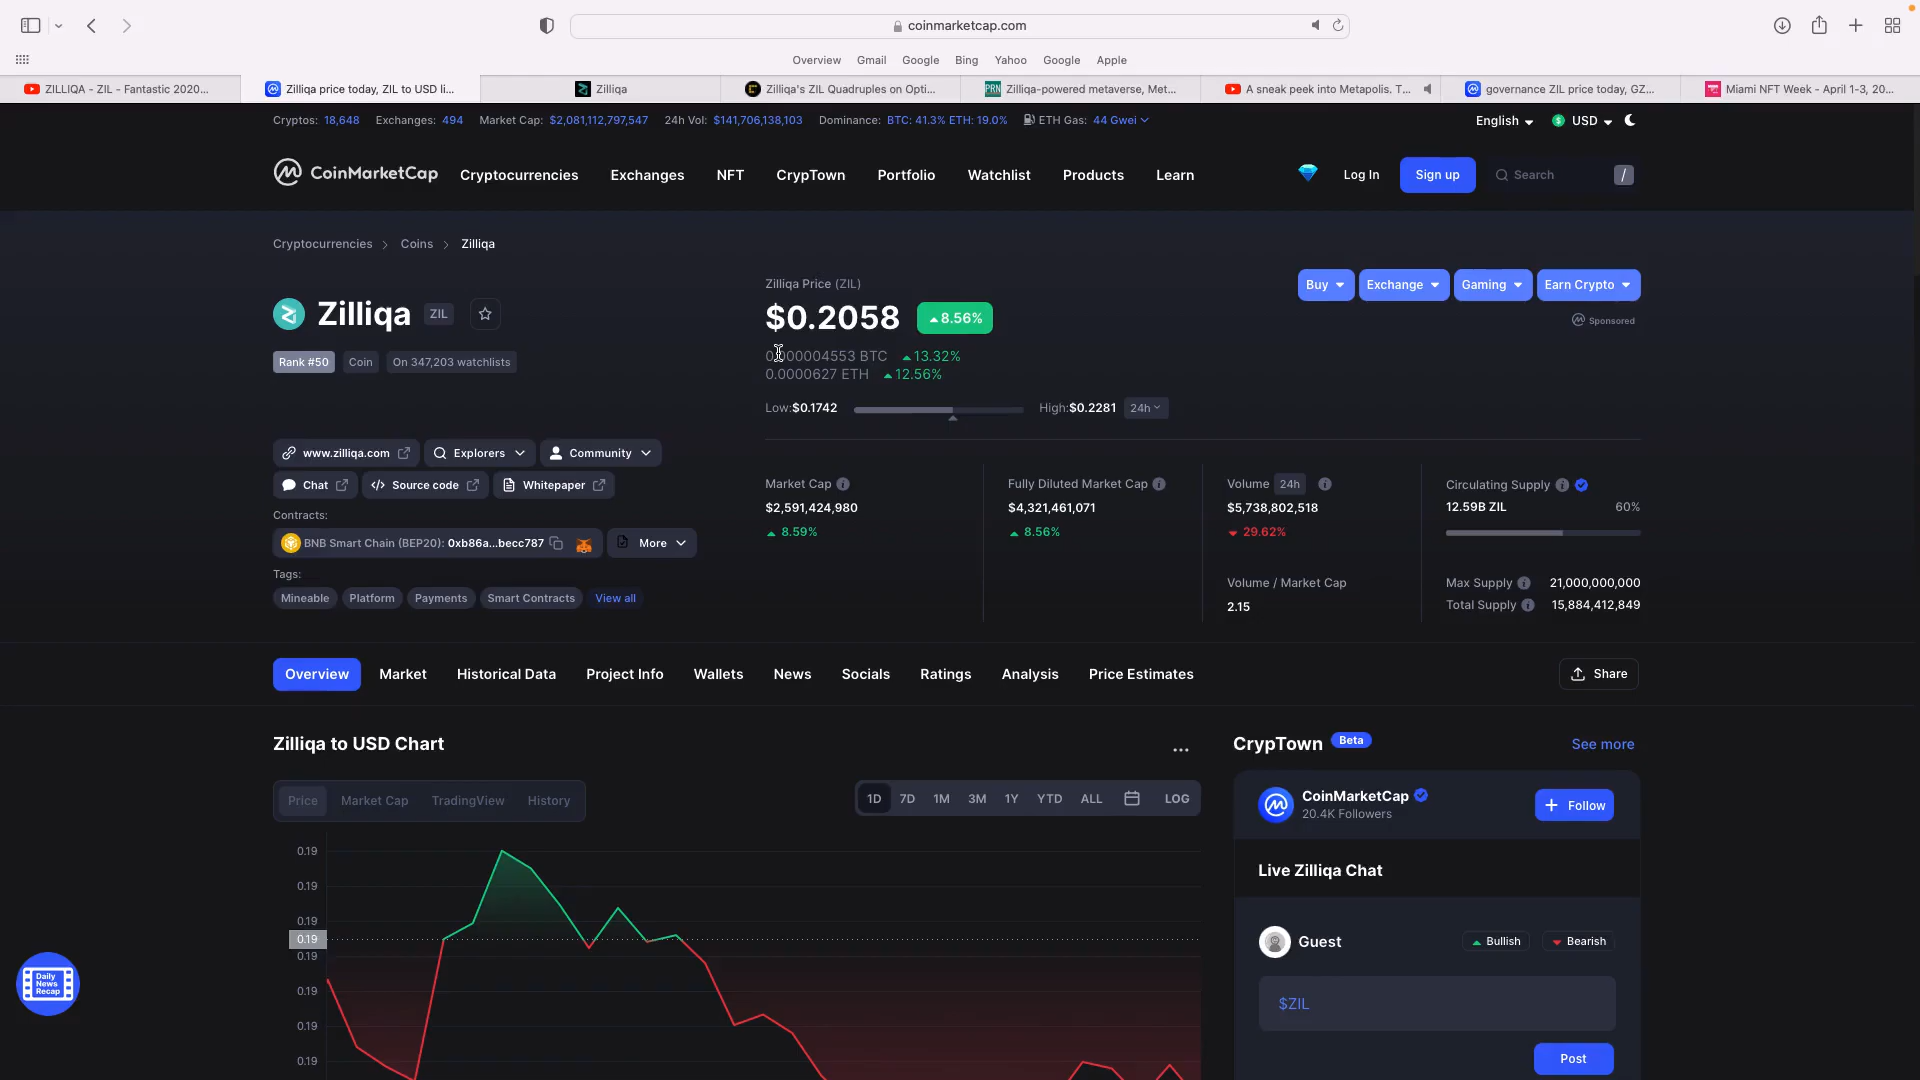 coinmarketcap.com
Overview Gmail Google Bing Yahoo Google Apple
ZILLIQA - ZIL - Fantastic 2020...
Zilliqa price today, ZIL to USD li...
Zilliqa
Zilliqa's ZIL Quadruples on Opti...
PRN Zilliqa-powered metaverse, Met...
A sneak peek into Metapolis. T...
governance ZIL price today, GZ...
Miami NFT Week - April 1-3, 20...
Cryptos: 18,648 Exchanges: 494 Market Cap: $2,081,112,797,547 24h Vol: $141,706,138,103 Dominance: BTC: 41.3% ETH: 19.0% ETH Gas: 44 Gwei
English $ USD
CoinMarketCap Cryptocurrencies Exchanges NFT CrypTown Portfolio Watchlist Products Learn
Log In Sign up Search /
Cryptocurrencies > Coins > Zilliqa
Zilliqa ZIL
Rank #50 Coin On 347,203 watchlists
Zilliqa Price (ZIL)
$0.2058 8.56%
0.000004553 BTC 13.32%
0.0000627 ETH 12.56%
Low:$0.1742 High:$0.2281 24h
Buy Exchange Gaming Earn Crypto
Sponsored
www.zilliqa.com Explorers Community
Chat Source code Whitepaper
Contracts:
BNB Smart Chain (BEP20): 0xb86a...becc787 More
Tags:
Mineable Platform Payments Smart Contracts View all
Market Cap
$2,591,424,980
8.59%
Fully Diluted Market Cap
$4,321,461,071
8.56%
Volume 24h
$5,738,802,518
29.62%
Volume / Market Cap
2.15
Circulating Supply
12.59B ZIL 60%
Max Supply 21,000,000,000
Total Supply 15,884,412,849
Overview Market Historical Data Project Info Wallets News Socials Ratings Analysis Price Estimates
Share
Zilliqa to USD Chart
...
Price Market Cap TradingView History
1D 7D 1M 3M 1Y YTD ALL LOG
0.19
0.19
0.19
0.19
0.19
0.19
0.19
0.19
CrypTown Beta See more
CoinMarketCap
20.4K Followers
+ Follow
Live Zilliqa Chat
Guest Bullish Bearish
$ZIL
Post
Daily
News
Recap